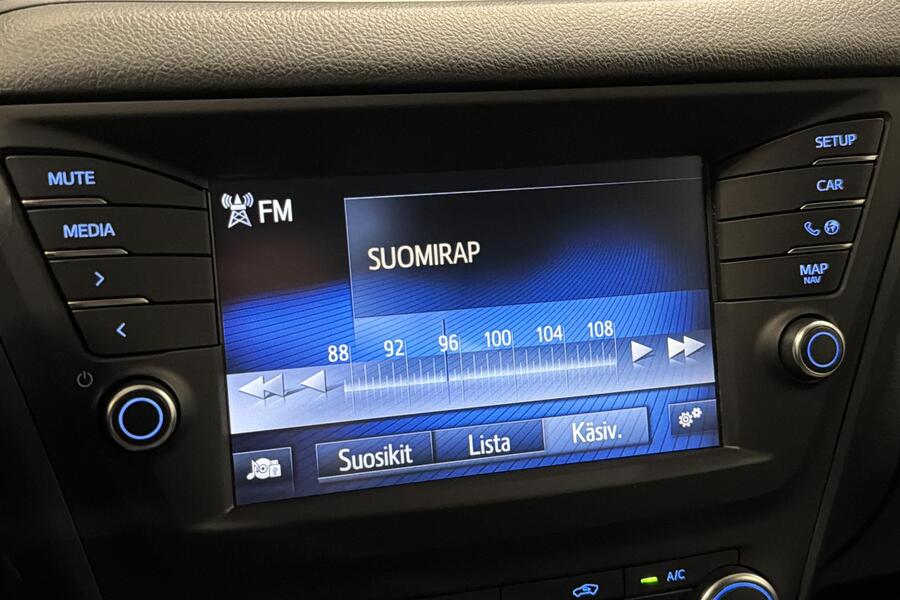 MUTE
MEDIA
FM
SUOMIRAP
88 92 96 100 104 108
Suosikit Lista Käsiv.
SETUP
CAR
MAP
NAV
A/C